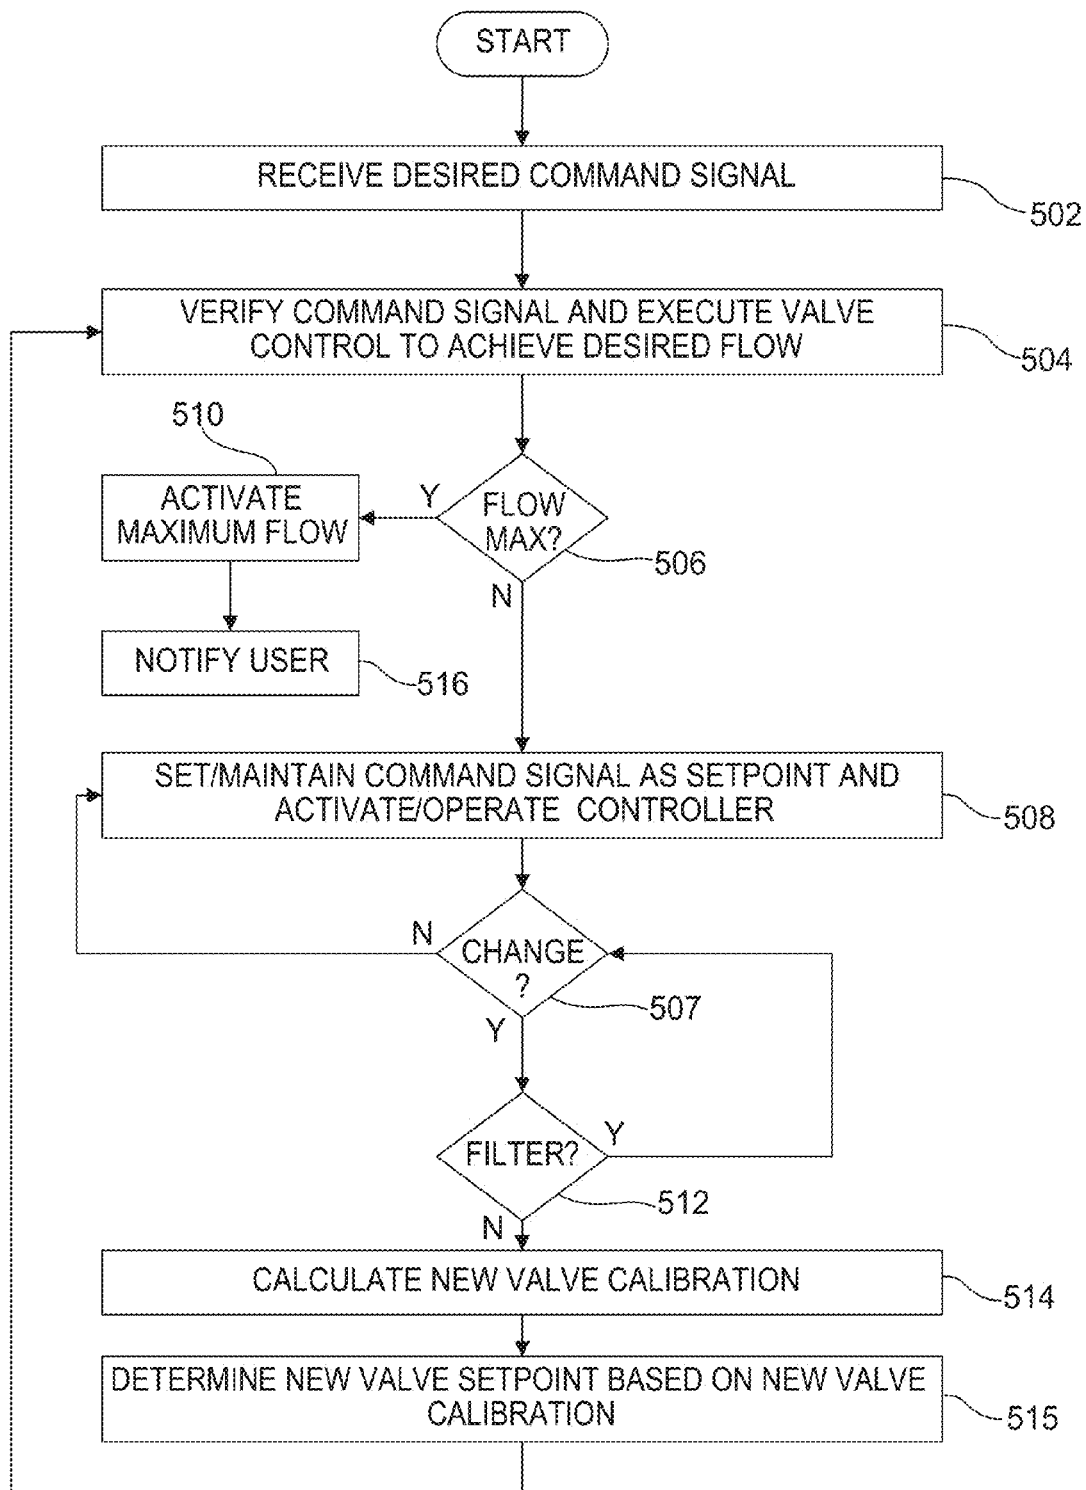 START
RECEIVE DESIRED COMMAND SIGNAL
502
VERIFY COMMAND SIGNAL AND EXECUTE VALVE
CONTROL TO ACHIEVE DESIRED FLOW
504
510
ACTIVATE
MAXIMUM FLOW
Y
FLOW
MAX?
506
N
NOTIFY USER
516
SET/MAINTAIN COMMAND SIGNAL AS SETPOINT AND
ACTIVATE/OPERATE CONTROLLER
508
N
CHANGE
?
507
Y
FILTER?
Y
512
N
CALCULATE NEW VALVE CALIBRATION
514
DETERMINE NEW VALVE SETPOINT BASED ON NEW VALVE
CALIBRATION
515